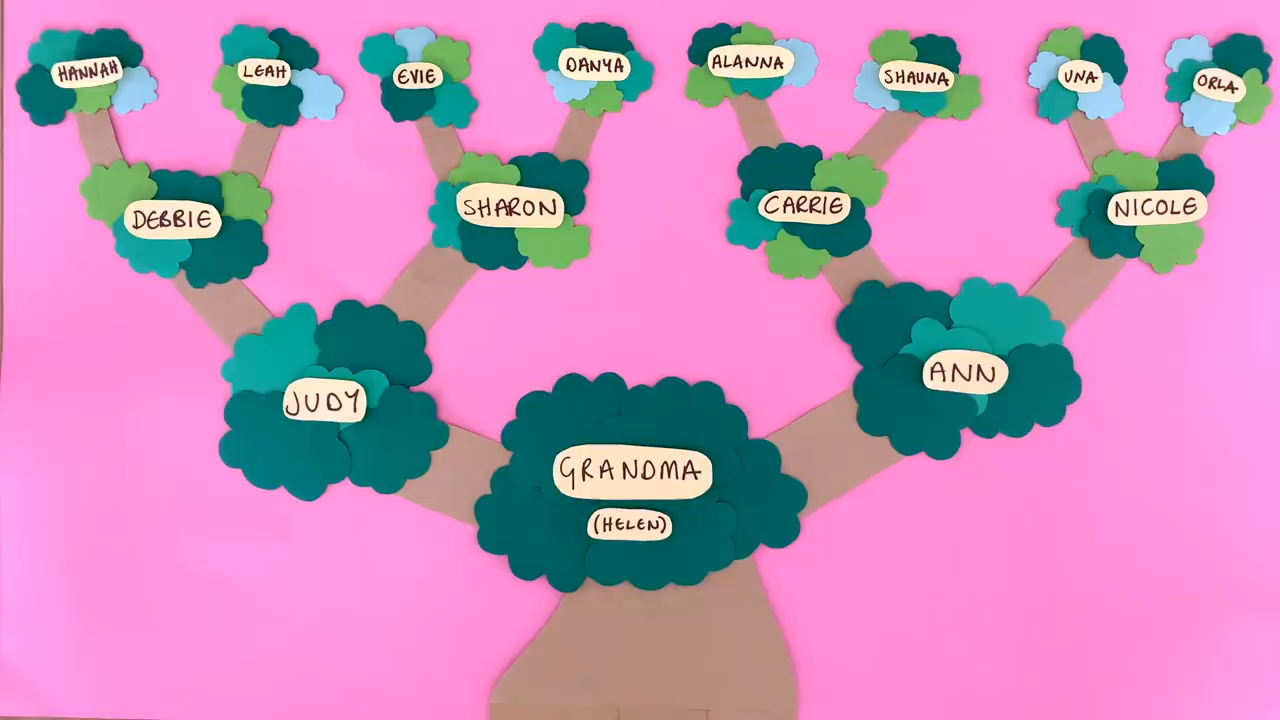 HANNAH
LEAH
EVIE
DANYA
ALANNA
SHAUNA
UNA
ORLA
DEBBIE
SHARON
CARRIE
NICOLE
JUDY
ANN
GRANDMA
(HELEN)